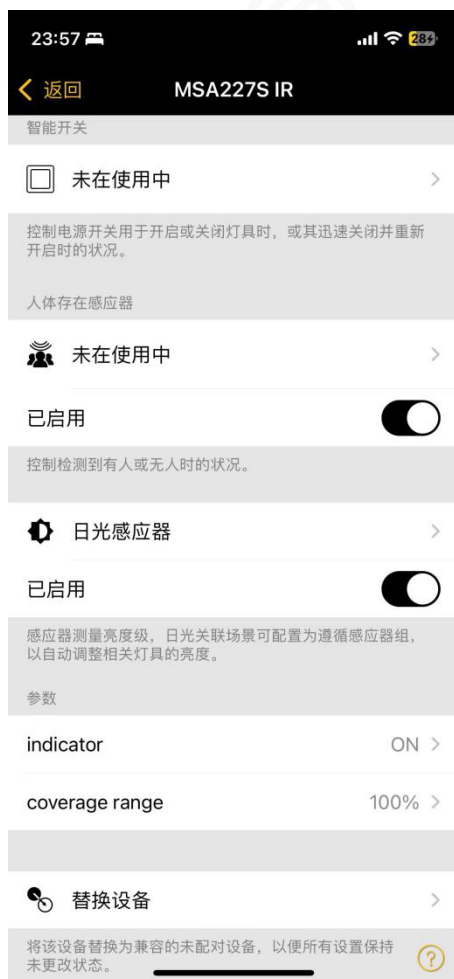 23:57
28
返回
MSA227S IR
智能开关
未在使用中
控制电源开关用于开启或关闭灯具时，或其迅速关闭并重新
开启时的状况。
人体存在感应器
未在使用中
已启用
控制检测到有人或无人时的状况。
日光感应器
已启用
感应器测量亮度级，日光关联场景可配置为遵循感应器组，
以自动调整相关灯具的亮度。
参数
indicator ON
coverage range 100%
替换设备
将该设备替换为兼容的未配对设备，以便所有设置保持
未更改状态。
?